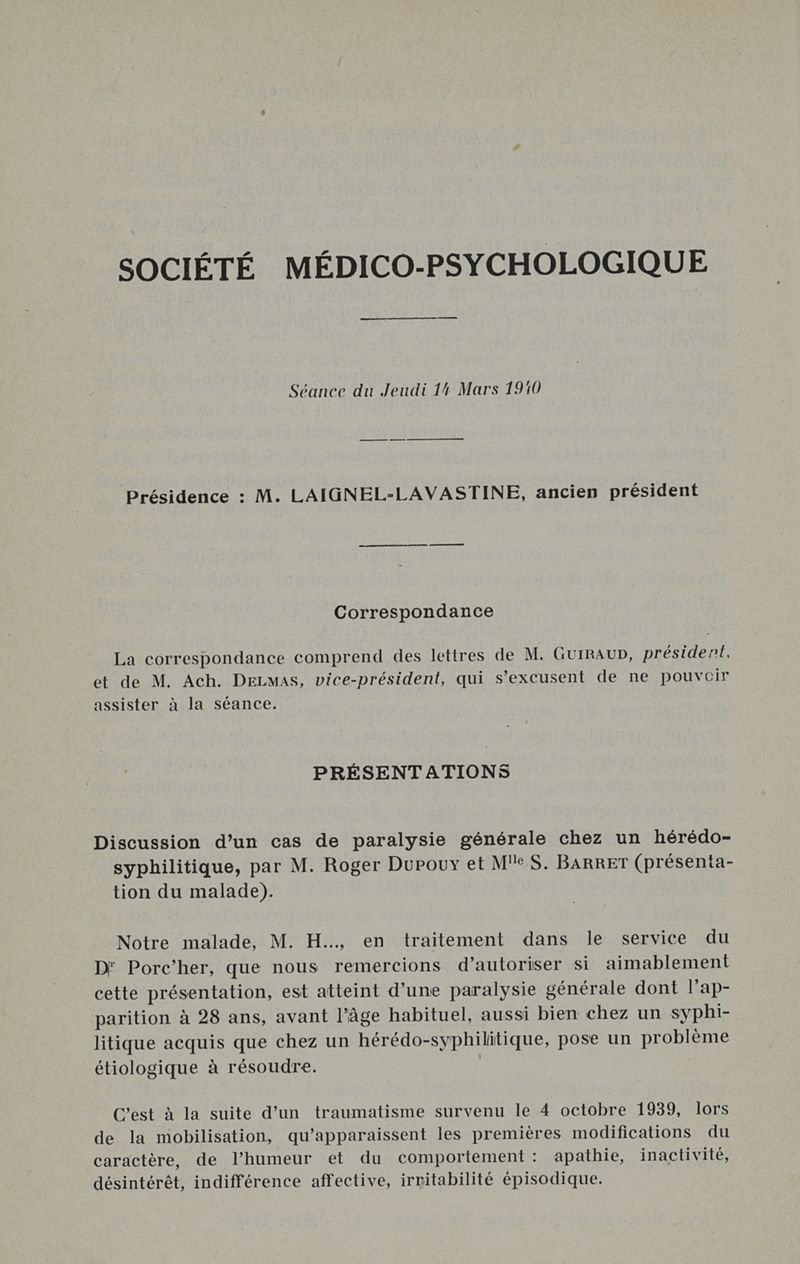 SOCIÉTÉ MÉDICO-PSYCHOLOGIQUE
Séance du Jeudi 14 Mars 1940
Présidence : M. LAIGNEL-LAVASTINE, ancien président
Correspondance
La correspondance comprend des lettres de M. GUIRAUD, président,
et de M. Ach. DELMAS, vice-président, qui s'excusent de ne pouvoir
assister à la séance.
PRÉSENTATIONS
Discussion d'un cas de paralysie générale chez un hérédo-
syphilitique, par M. Roger DUPOUY et Mlle S. BARRET (présenta-
tion du malade).
Notre malade, M. H..., en traitement dans le service du
Dr Porc'her, que nous remercions d'autoriser si aimablement
cette présentation, est atteint d'une paralysie générale dont l'ap-
parition à 28 ans, avant l'âge habituel, aussi bien chez un syphi-
litique acquis que chez un hérédo-syphilitique, pose un problème
étiologique à résoudre.
C'est à la suite d'un traumatisme survenu le 4 octobre 1939, lors
de la mobilisation, qu'apparaissent les premières modifications du
caractère, de l'humeur et du comportement : apathie, inactivité,
désintérêt, indifférence affective, irritabilité épisodique.